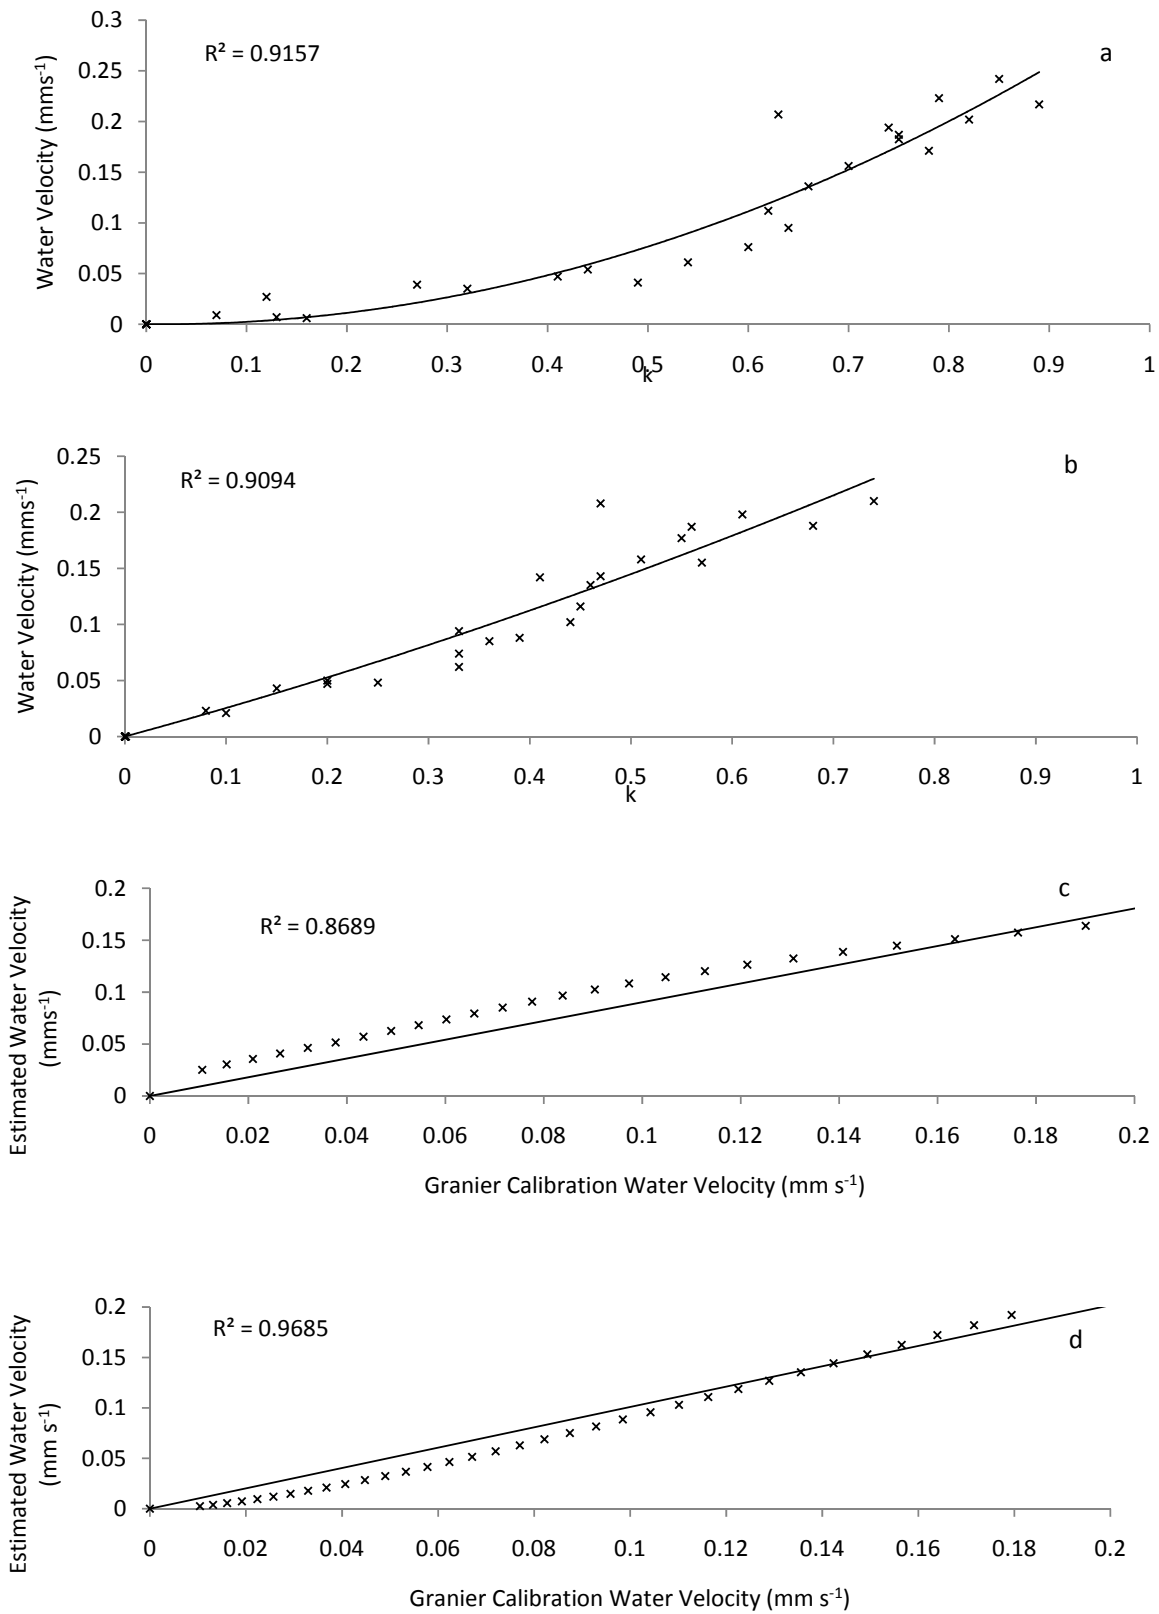 0.3
R² = 0.9157
a
0.25
0.2
0.15
0.1
0.05
0
Water Velocity (mms⁻¹)
0 0.1 0.2 0.3 0.4 0.5 0.6 0.7 0.8 0.9 1
k
0.25
b
R² = 0.9094
0.2
0.15
0.1
0.05
0
Water Velocity (mms⁻¹)
0 0.1 0.2 0.3 0.4 0.5 0.6 0.7 0.8 0.9 1
k
0.2
c
R² = 0.8689
0.15
0.1
0.05
0
Estimated Water Velocity
(mms⁻¹)
0 0.02 0.04 0.06 0.08 0.1 0.12 0.14 0.16 0.18 0.2
Granier Calibration Water Velocity (mm s⁻¹)
0.2
R² = 0.9685
d
0.15
0.1
0.05
0
Estimated Water Velocity
(mm s⁻¹)
0 0.02 0.04 0.06 0.08 0.1 0.12 0.14 0.16 0.18 0.2
Granier Calibration Water Velocity (mm s⁻¹)